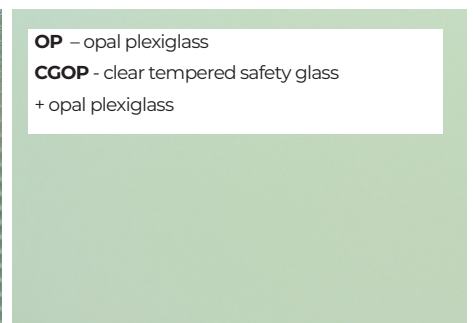 OP – opal plexiglass
CGOP - clear tempered safety glass
+ opal plexiglass